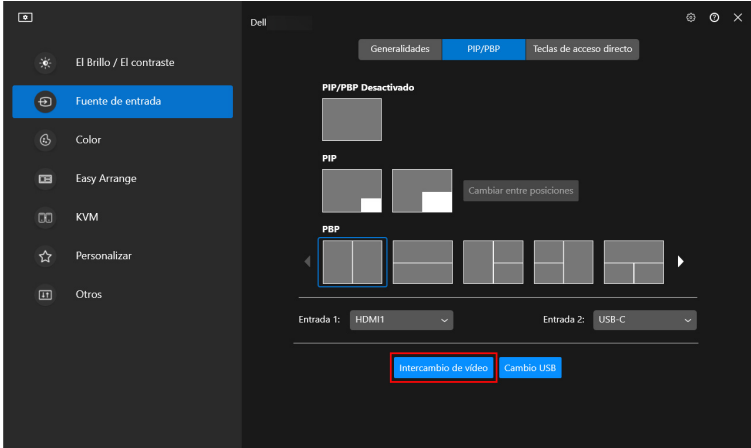 Dell
Generalidades
PIP/PBP
Teclas de acceso directo
El Brillo / El contraste
Fuente de entrada
Color
Easy Arrange
KVM
Personalizar
Otros
PIP/PBP Desactivado
PIP
Cambiar entre posiciones
PBP
Entrada 1: HDMI1
Entrada 2: USB-C
Intercambio de vídeo
Cambio USB